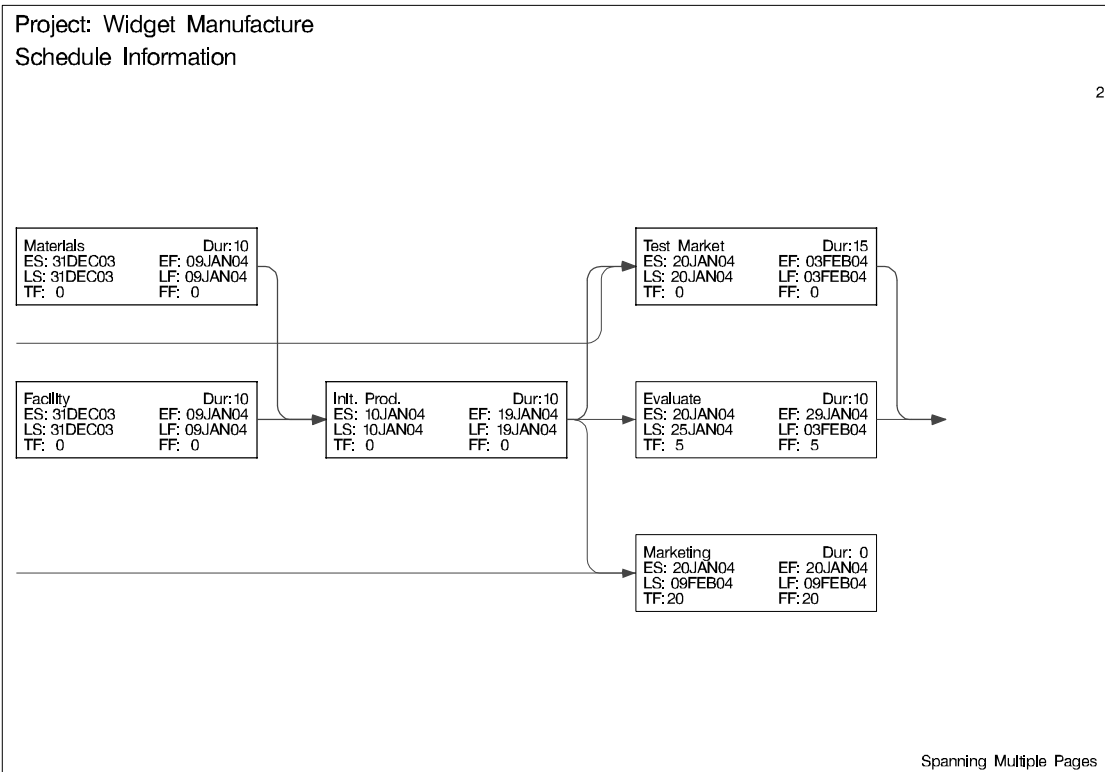 Project: Widget Manufacture
Schedule Information
2
Materials Dur:10
ES: 31DEC03 EF: 09JAN04
LS: 31DEC03 LF: 09JAN04
TF: 0 FF: 0
Test Market Dur:15
ES: 20JAN04 EF: 03FEB04
LS: 20JAN04 LF: 03FEB04
TF: 0 FF: 0
Facility Dur:10
ES: 31DEC03 EF: 09JAN04
LS: 31DEC03 LF: 09JAN04
TF: 0 FF: 0
Init. Prod. Dur:10
ES: 10JAN04 EF: 19JAN04
LS: 10JAN04 LF: 19JAN04
TF: 0 FF: 0
Evaluate Dur:10
ES: 20JAN04 EF: 29JAN04
LS: 25JAN04 LF: 03FEB04
TF: 5 FF: 5
Marketing Dur: 0
ES: 20JAN04 EF: 20JAN04
LS: 09FEB04 LF: 09FEB04
TF:20 FF:20
Spanning Multiple Pages